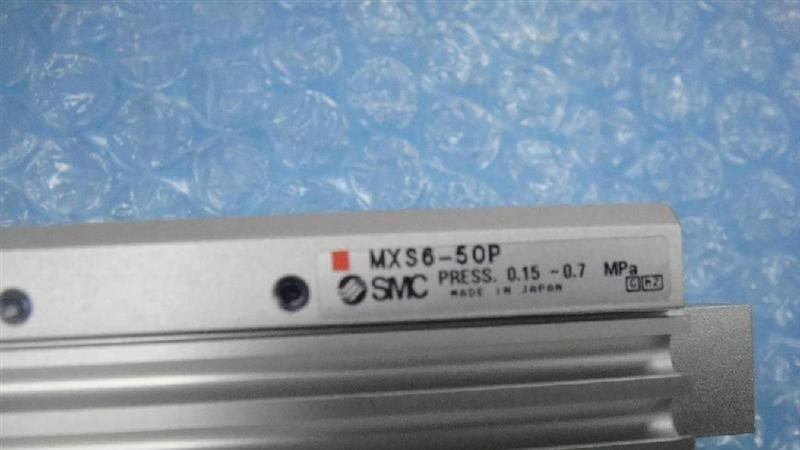 MXS6-50P
SMC PRESS. 0.15 ~0.7 MPa
MADE IN JAPAN